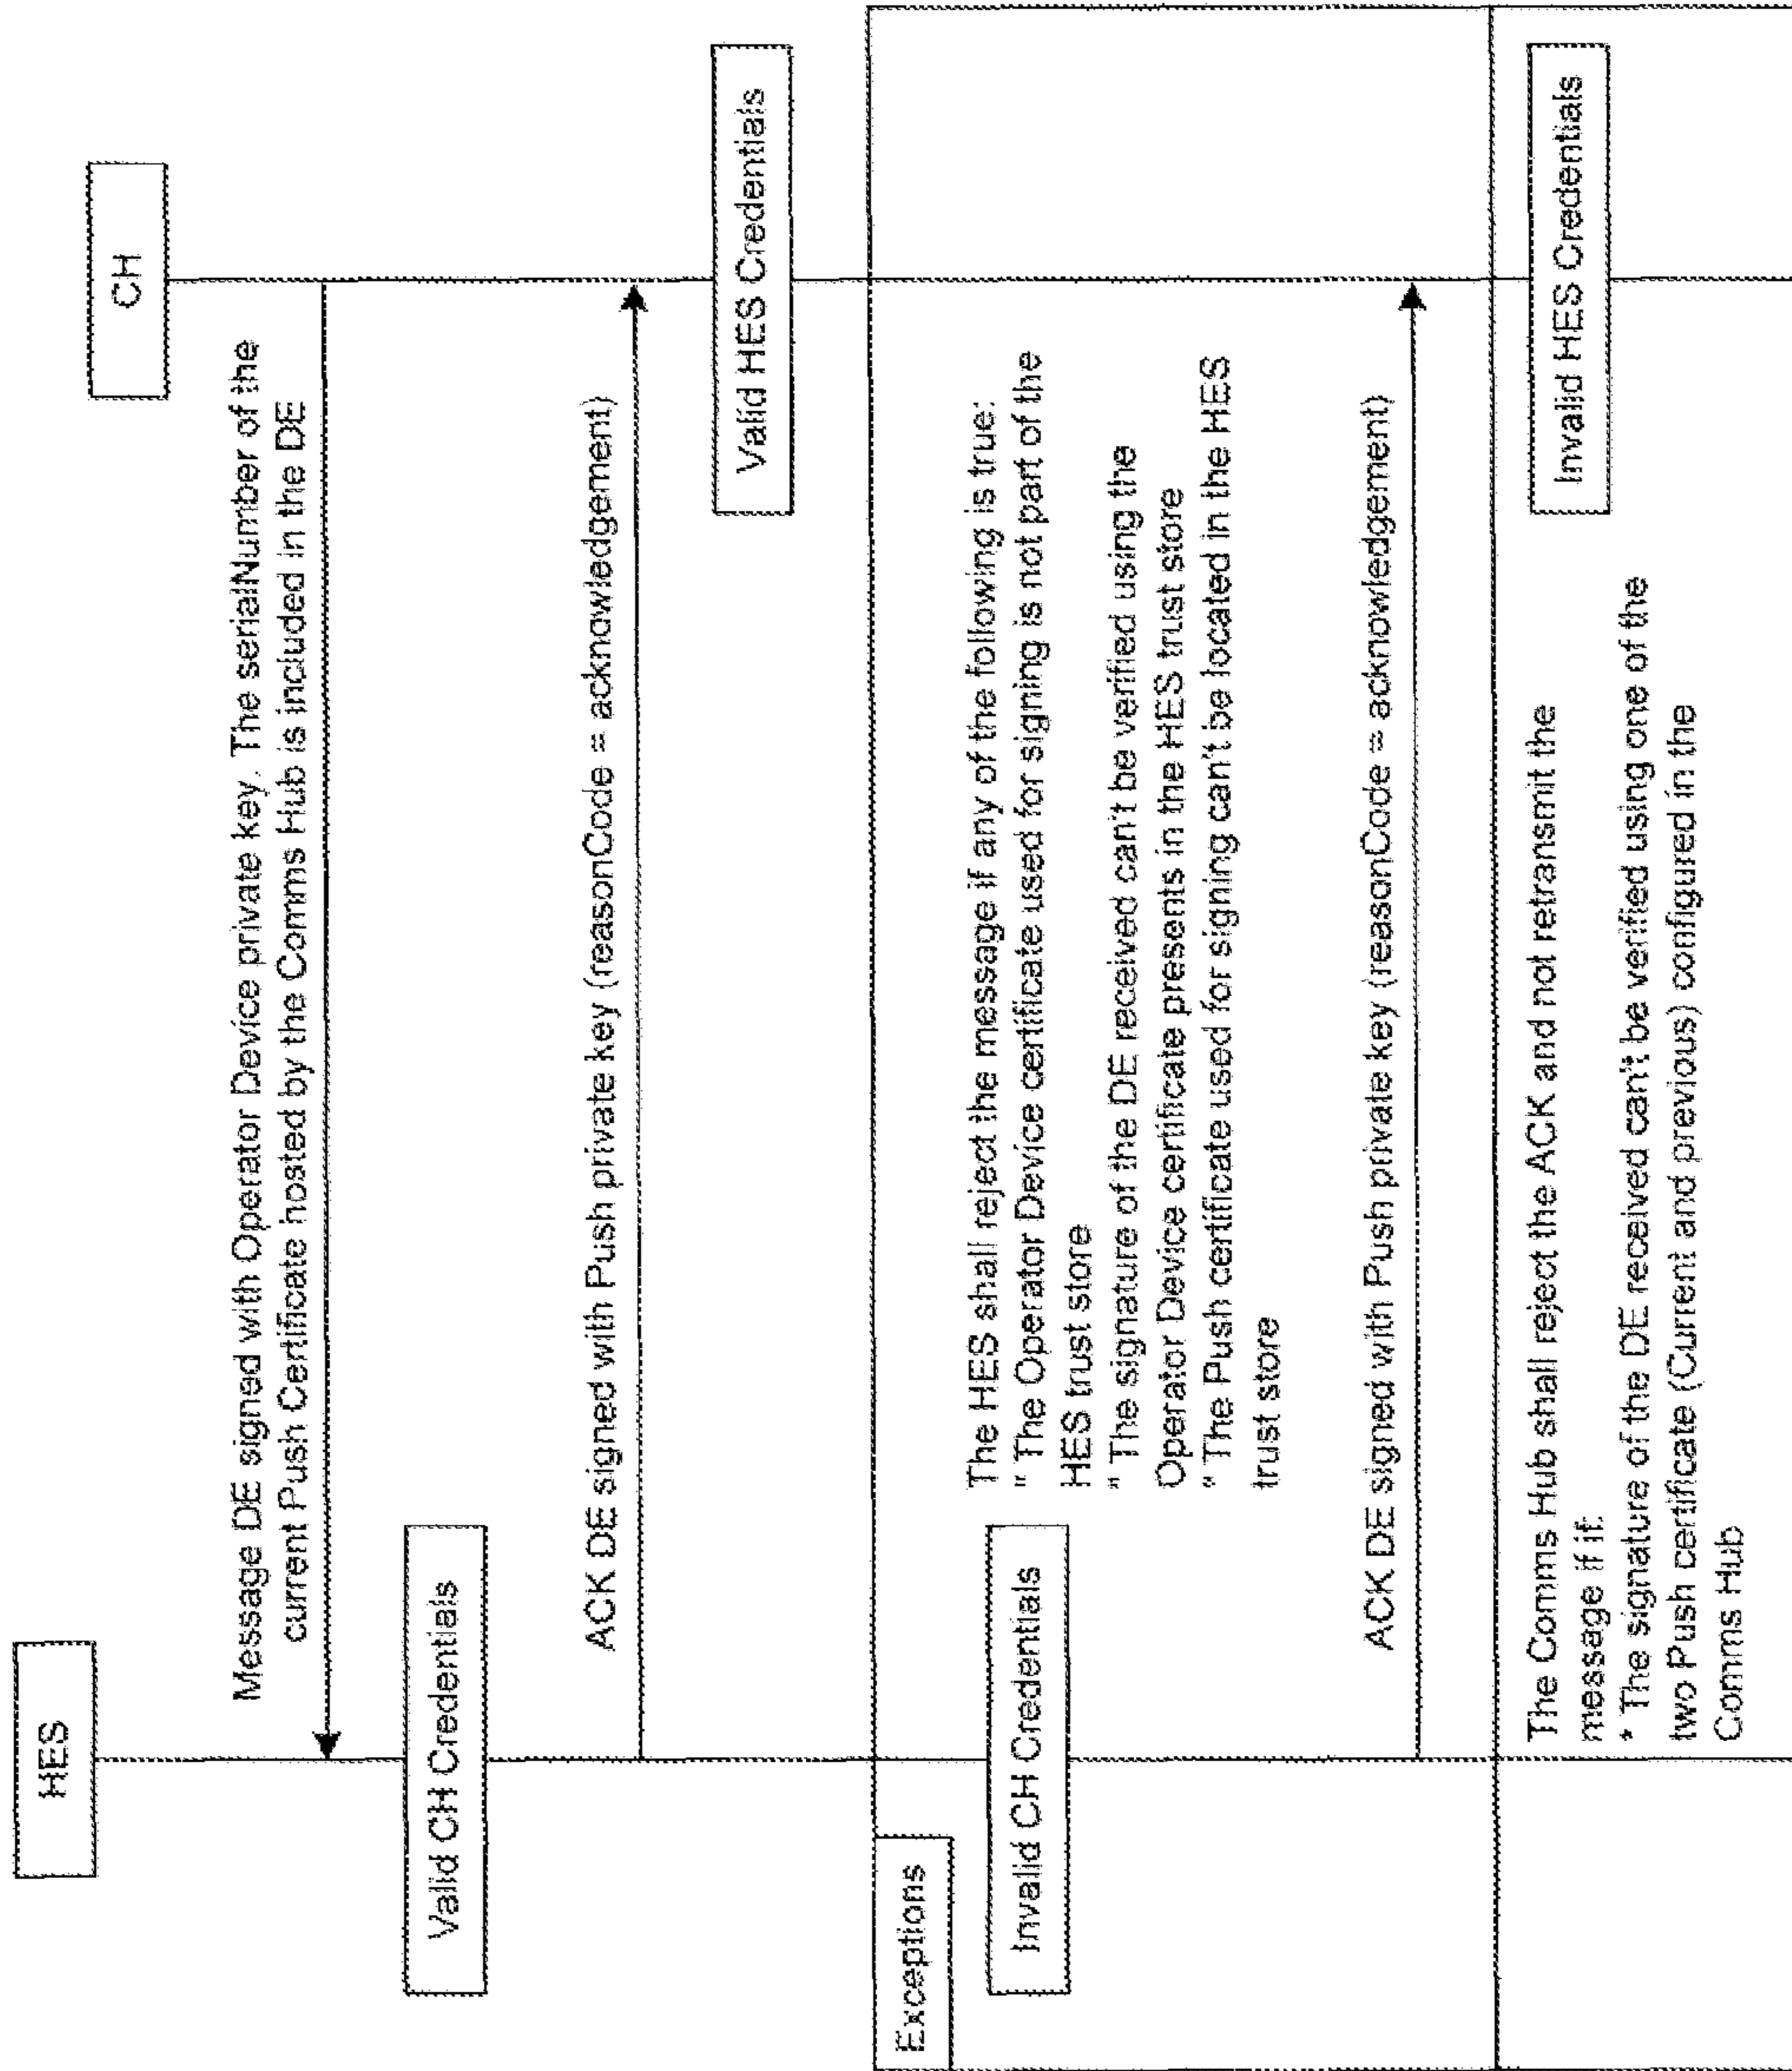 HES
CH
Message DE signed with Operator Device private key. The serialNumber of the
current Push Certificate hosted by the Comms Hub is included in the DE
Valid CH Credentials
ACK DE signed with Push private key (reasonCode = acknowledgement)
Valid HES Credentials
Exceptions
Invalid CH Credentials
The HES shall reject the message if any of the following is true:
" The Operator Device certificate used for signing is not part of the
HES trust store
" The signature of the DE received can't be verified using the
Operator Device certificate presents in the HES trust store
" The Push certificate used for signing can't be located in the HES
trust store
ACK DE signed with Push private key (reasonCode = acknowledgement)
Invalid HES Credentials
The Comms Hub shall reject the ACK and not retransmit the
message if it:
* The signature of the DE received can't be verified using one of the
two Push certificate (Current and previous) configured in the
Comms Hub